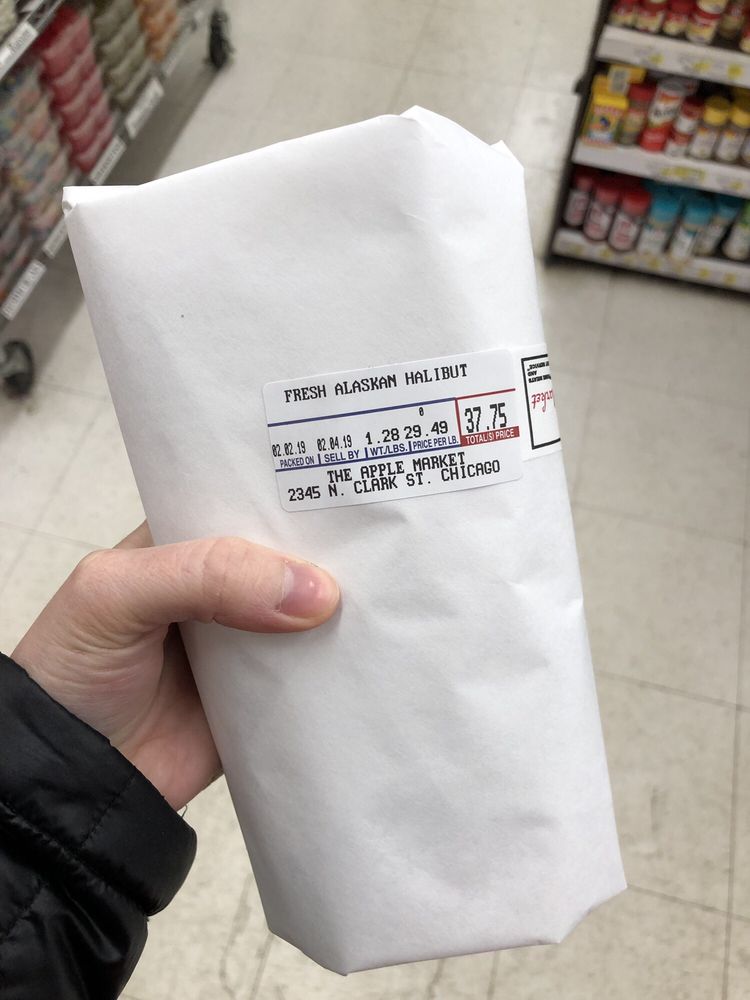 FRESH ALASKAN HALIBUT
0
02.02.19 02.04.19 1.28 29.49 37.75
PACKED ON SELL BY WT/LBS. PRICE PER LB. TOTAL(S) PRICE
THE APPLE MARKET
2345 N. CLARK ST. CHICAGO